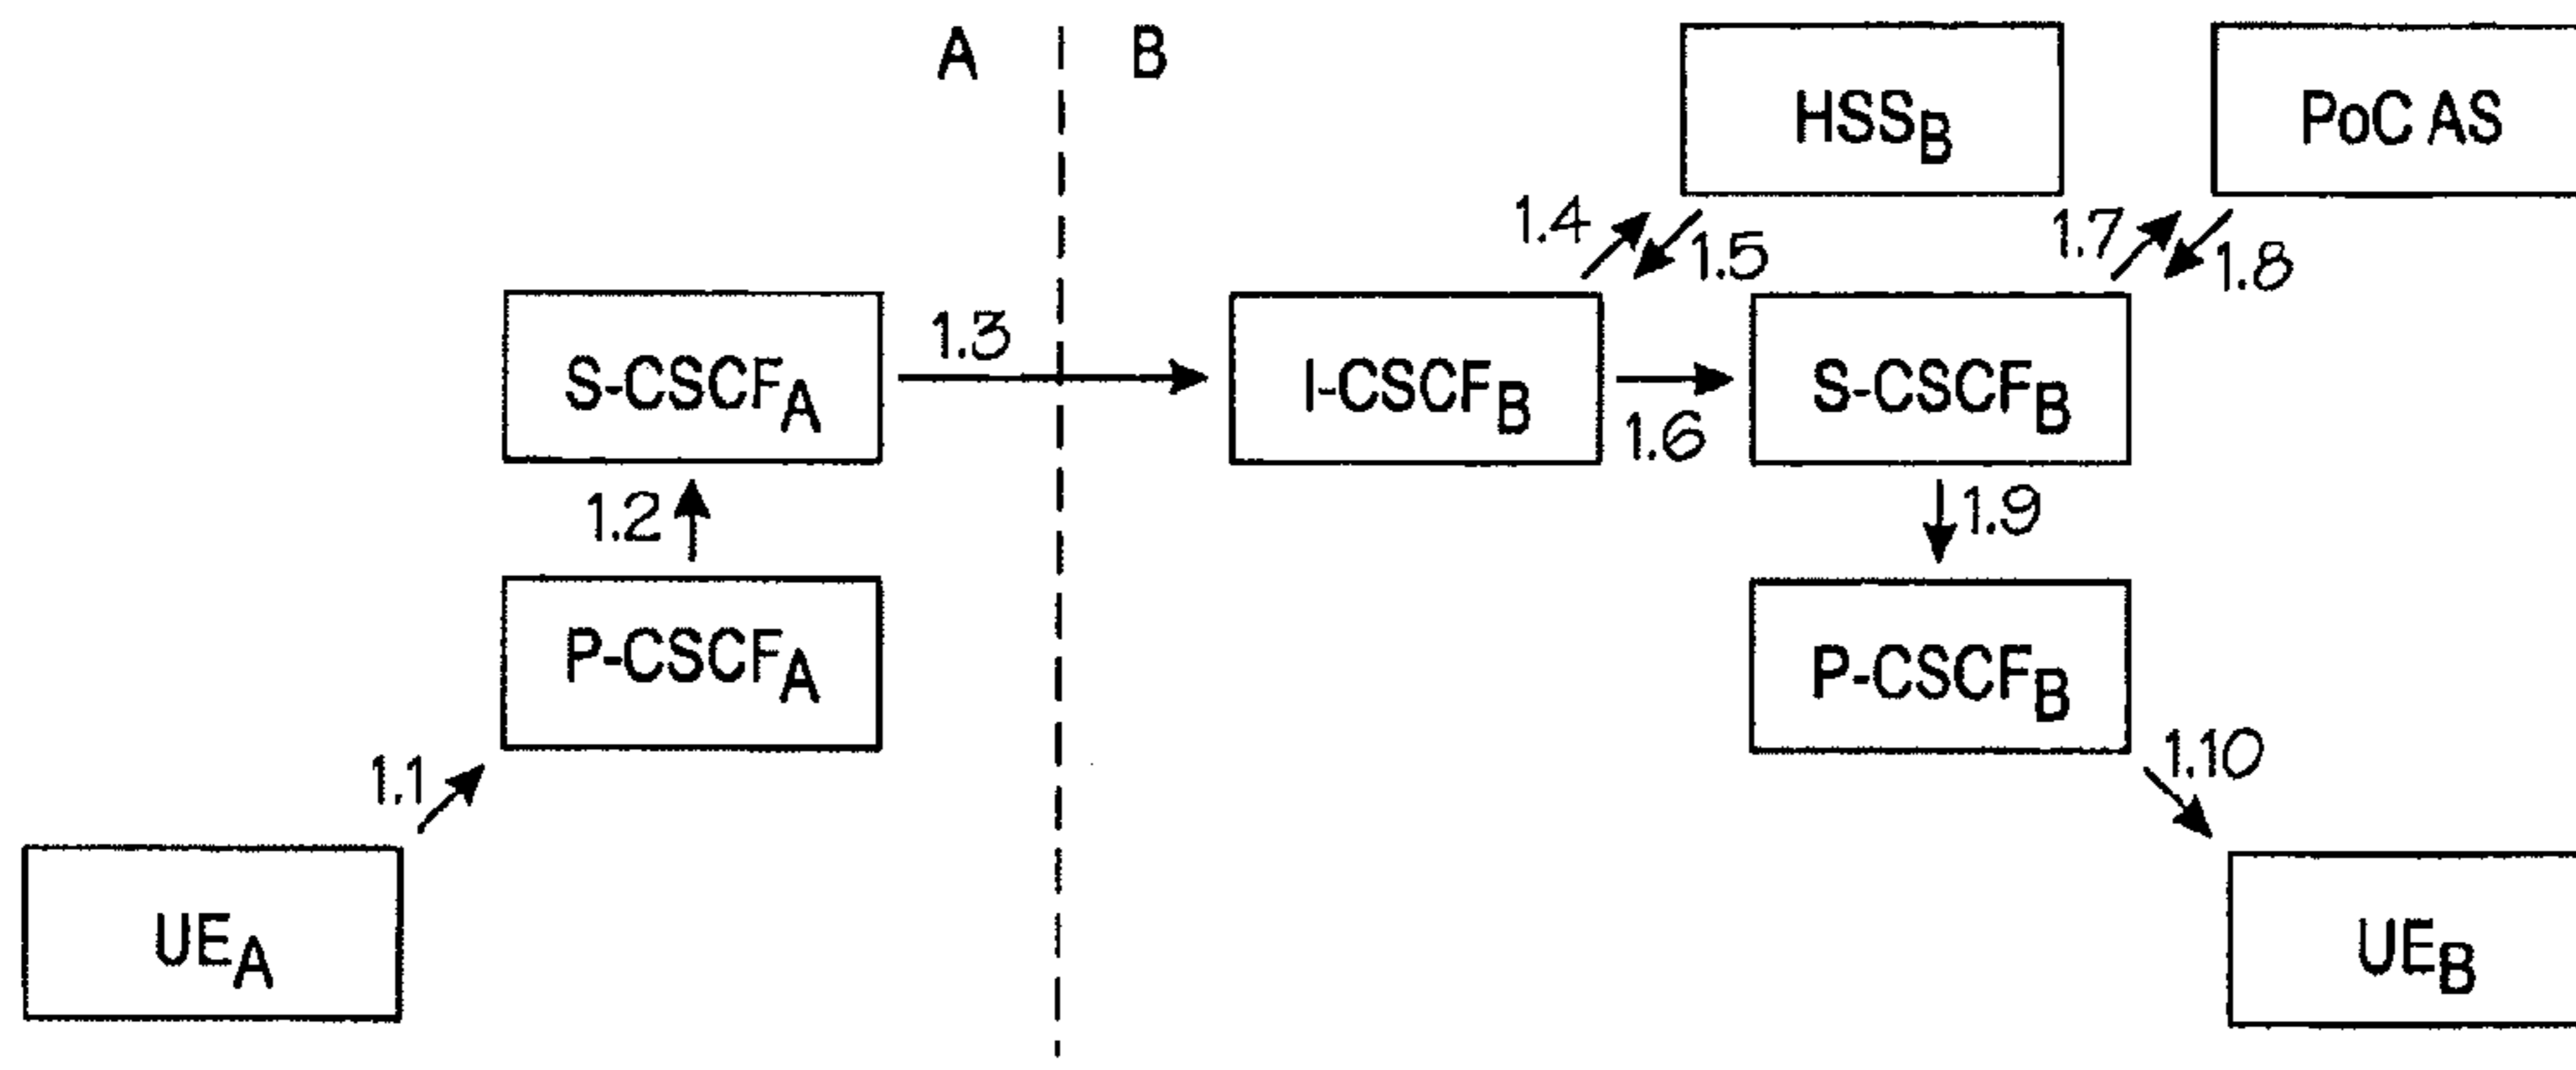 A B
HSSB PoC AS
1.4 1.5 1.7 1.8
S-CSCFA 1.3 I-CSCFB 1.6 S-CSCFB
1.2 1.9
P-CSCFA P-CSCFB
1.1 1.10
UEA UEB